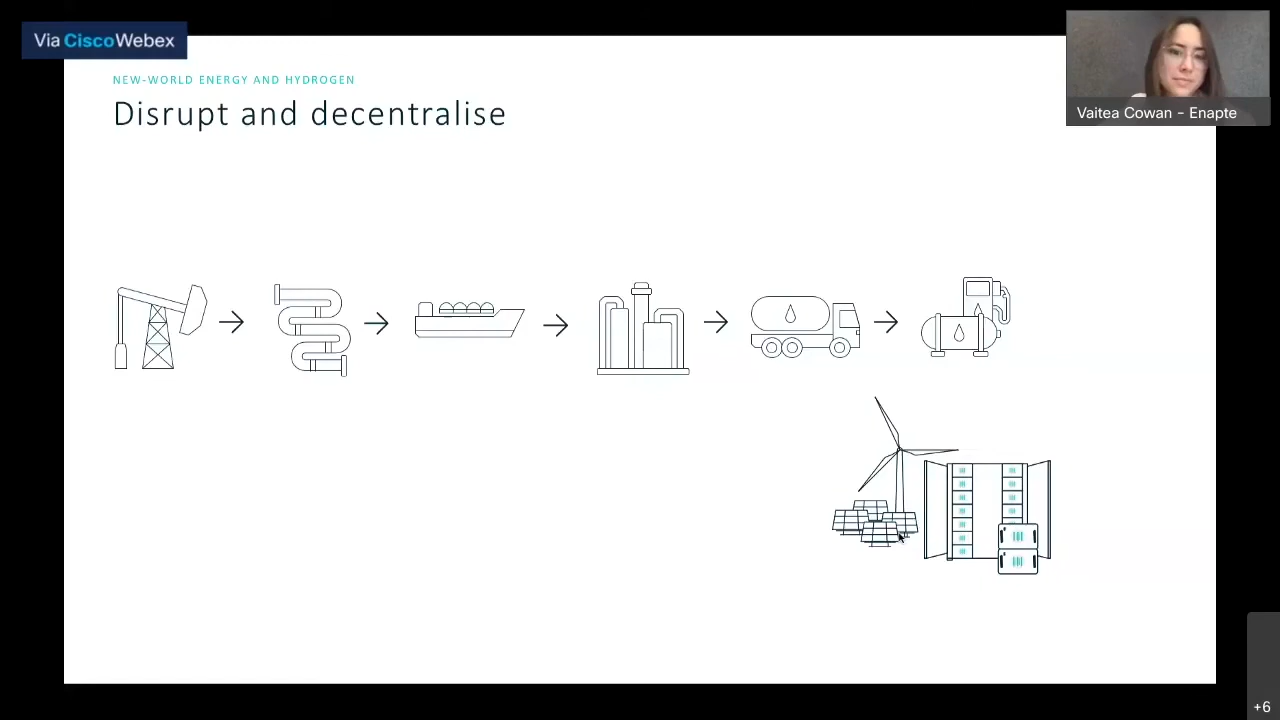 Via CiscoWebex
NEW-WORLD ENERGY AND HYDROGEN
Disrupt and decentralise
Vaitea Cowan - Enapte
+6